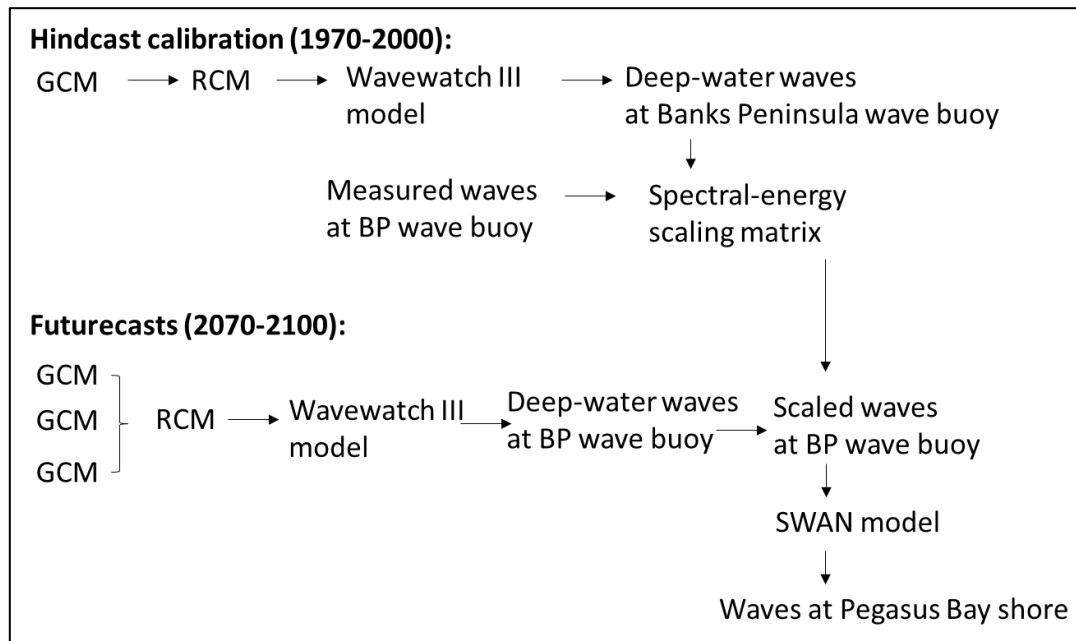 Hindcast calibration (1970-2000):
GCM
RCM
Wavewatch III
model
Deep-water waves
at Banks Peninsula wave buoy
Measured waves
at BP wave buoy
Spectral-energy
scaling matrix
Futurecasts (2070-2100):
GCM
GCM
GCM
RCM
Wavewatch III
model
Deep-water waves
at BP wave buoy
Scaled waves
at BP wave buoy
SWAN model
Waves at Pegasus Bay shore